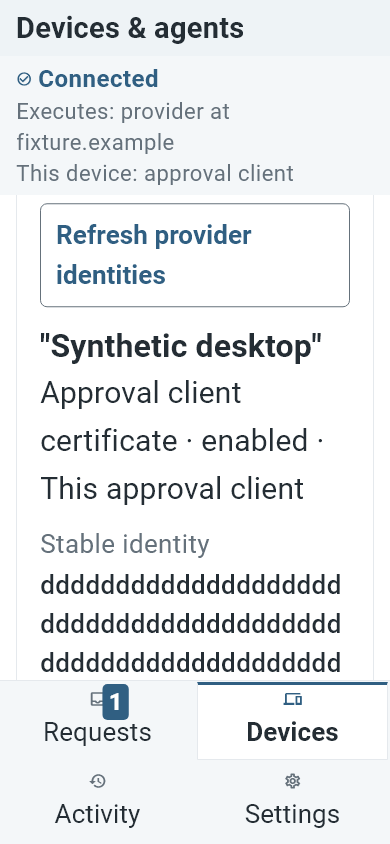 Devices & agents
Connected
Executes: provider at
fixture.example
This device: approval client
Refresh provider
identities
"Synthetic desktop"
Approval client
certificate · enabled ·
This approval client
Stable identity
dddddddddddddddddddd
dddddddddddddddddddd
dddddddddddddddddddd
1
Requests
Devices
Activity
Settings